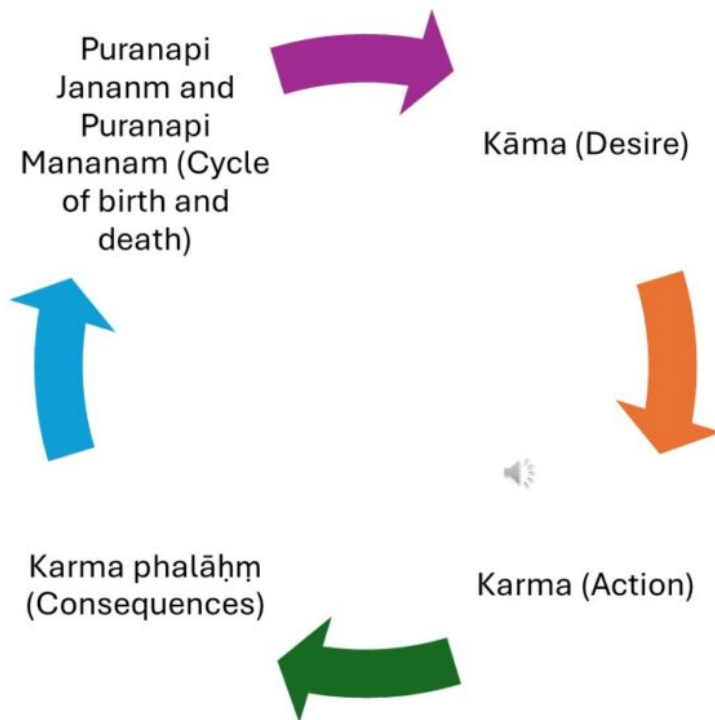 Puranapi
Jananm and
Puranapi
Mananam (Cycle
of birth and
death)
Kāma (Desire)
Karma (Action)
Karma phalāḥṃ
(Consequences)